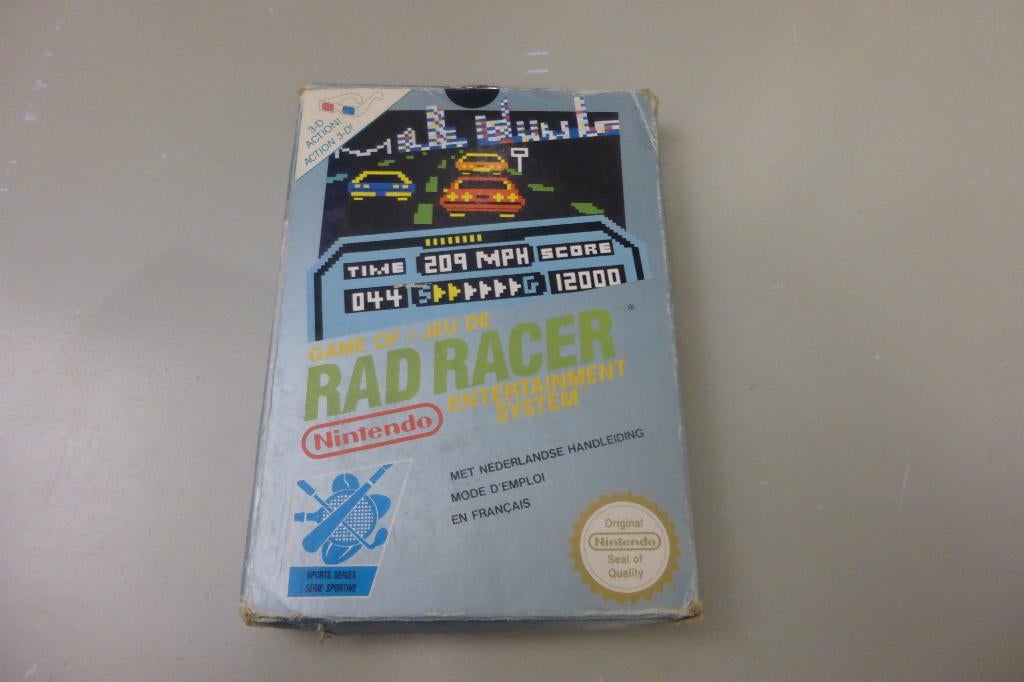 3-D
ACTION!
ACTION 3-D!
TIME 209 MPH SCORE
044 S G 12000
GAME OF / JEU DE
RAD RACER™*
ENTERTAINMENT
SYSTEM
Nintendo
MET NEDERLANDSE HANDLEIDING
MODE D'EMPLOI
EN FRANÇAIS
SPORTS SERIES
SERIE SPORTIVE
Original
Nintendo
Seal of
Quality